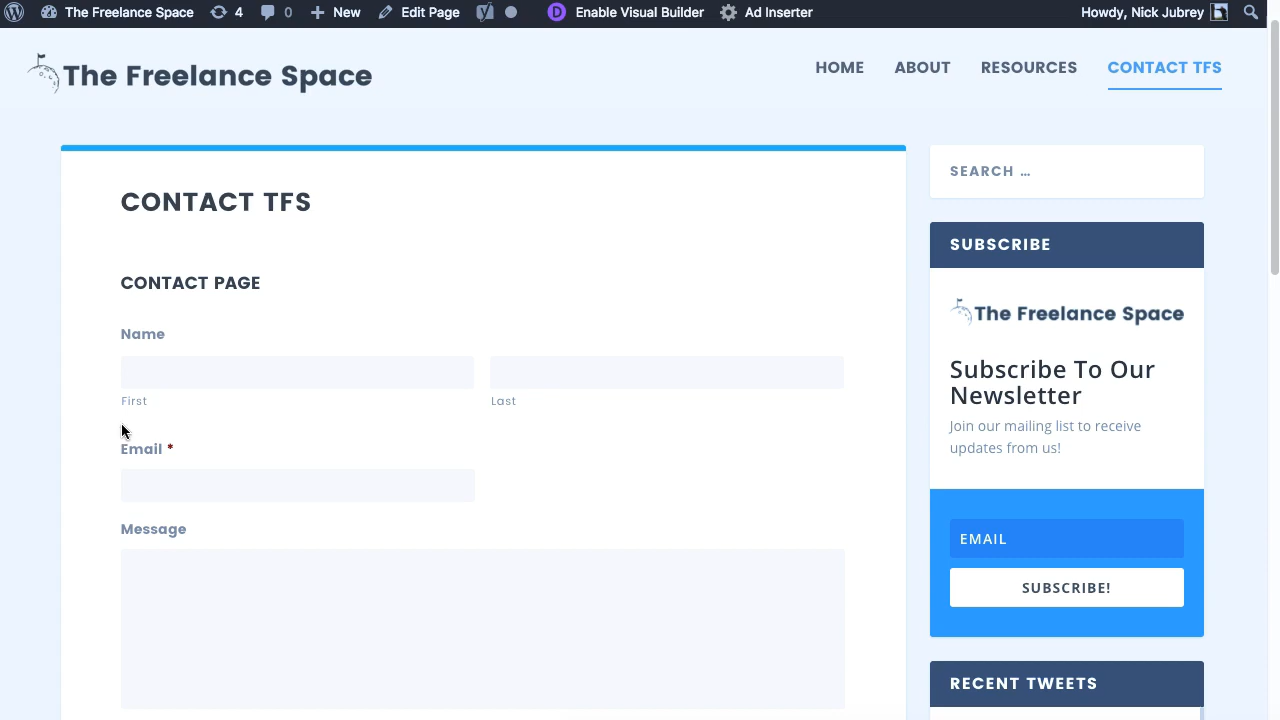 The Freelance Space 4 0 New Edit Page Enable Visual Builder Ad Inserter Howdy, Nick Jubrey
The Freelance Space
HOME ABOUT RESOURCES CONTACT TFS
CONTACT TFS
CONTACT PAGE
Name
First Last
Email *
Message
SEARCH …
SUBSCRIBE
The Freelance Space
Subscribe To Our
Newsletter
Join our mailing list to receive
updates from us!
EMAIL
SUBSCRIBE!
RECENT TWEETS